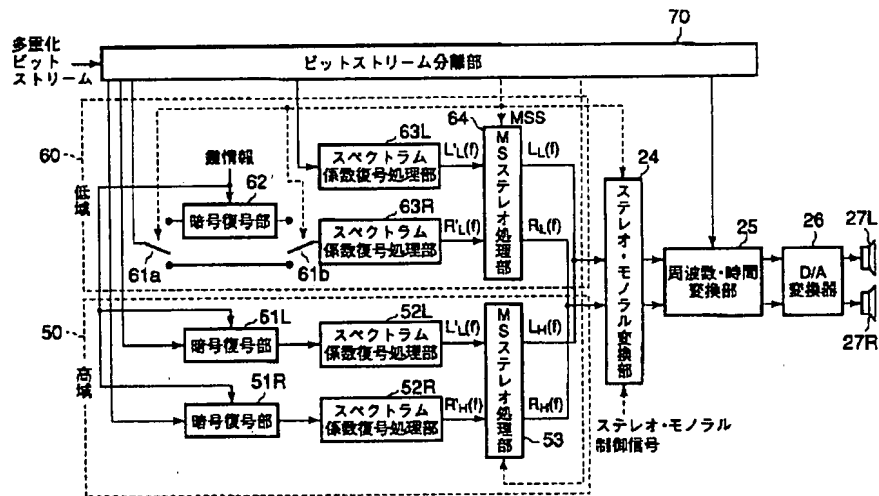 70
多重化
ビット
ストリーム
ビットストリーム分離部
60
低域
鍵情報
62
暗号復号部
61a
61b
63L
スペクトラム
係数復号処理部
L'L(f)
63R
スペクトラム
係数復号処理部
R'L(f)
64
MSS
MSステレオ処理部
LL(f)
RL(f)
24
ステレオ・モノラル変換部
25
周波数・時間
変換部
26
D/A
変換器
27L
27R
50
高域
51L
暗号復号部
51R
暗号復号部
52L
スペクトラム
係数復号処理部
L'L(f)
52R
スペクトラム
係数復号処理部
R'H(f)
MSステレオ処理部
53
LH(f)
RH(f)
ステレオ・モノラル
制御信号